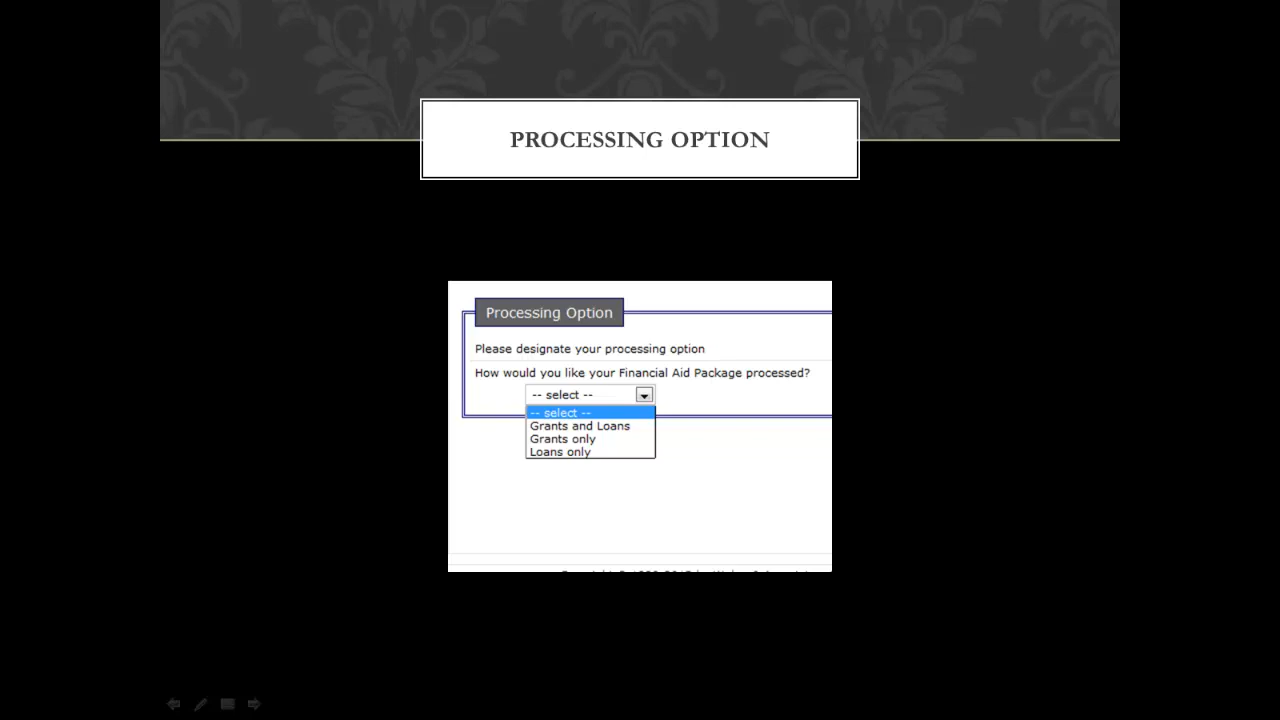 PROCESSING OPTION
Processing Option
Please designate your processing option
How would you like your Financial Aid Package processed?
-- select --
-- select --
Grants and Loans
Grants only
Loans only